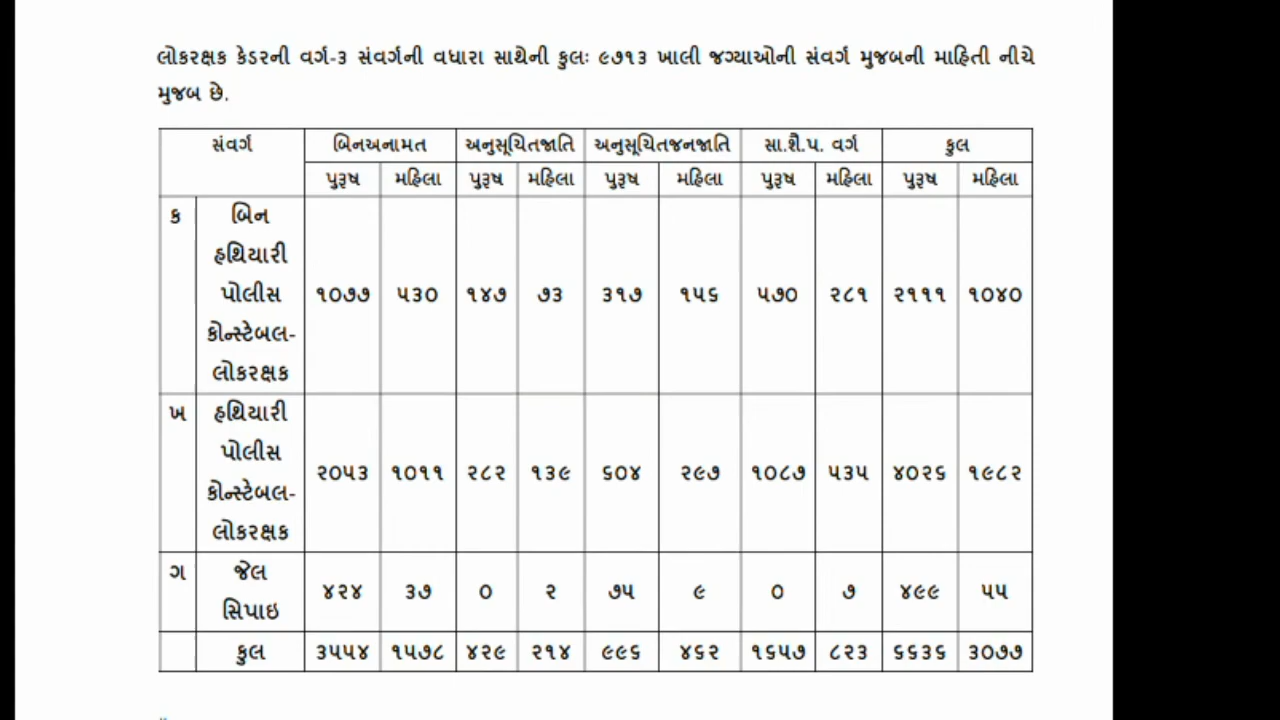 લોકરક્ષક કેડરની વર્ગ-૩ સંવર્ગની વધારા સાથેની કુલઃ ૯૭૧૩ ખાલી જગ્યાઓની સંવર્ગ મુજબની માહિતી નીચે
મુજબ છે.
સંવર્ગ બિનઅનામત અનુસૂચિતજાતિ અનુસૂચિતજનજાતિ સા.શૈ.પ. વર્ગ કુલ
પુરૂષ મહિલા પુરૂષ મહિલા પુરૂષ મહિલા પુરૂષ મહિલા પુરૂષ મહિલા
ક બિન
હથિયારી
પોલીસ ૧૦૭૭ ૫૩૦ ૧૪૭ ૭૩ ૩૧૭ ૧૫૬ ૫૭૦ ૨૮૧ ૨૧૧૧ ૧૦૪૦
કોન્સ્ટેબલ-
લોકરક્ષક
ખ હથિયારી
પોલીસ ૨૦૫૩ ૧૦૧૧ ૨૮૨ ૧૩૯ ૬૦૪ ૨૯૭ ૧૦૮૭ ૫૩૫ ૪૦૨૬ ૧૯૮૨
કોન્સ્ટેબલ-
લોકરક્ષક
ગ જેલ
સિપાઇ ૪૨૪ ૩૭ ૦ ૨ ૭૫ ૯ ૦ ૭ ૪૯૯ ૫૫
કુલ ૩૫૫૪ ૧૫૭૮ ૪૨૯ ૨૧૪ ૯૯૬ ૪૬૨ ૧૬૫૭ ૮૨૩ ૬૬૩૬ ૩૦૭૭